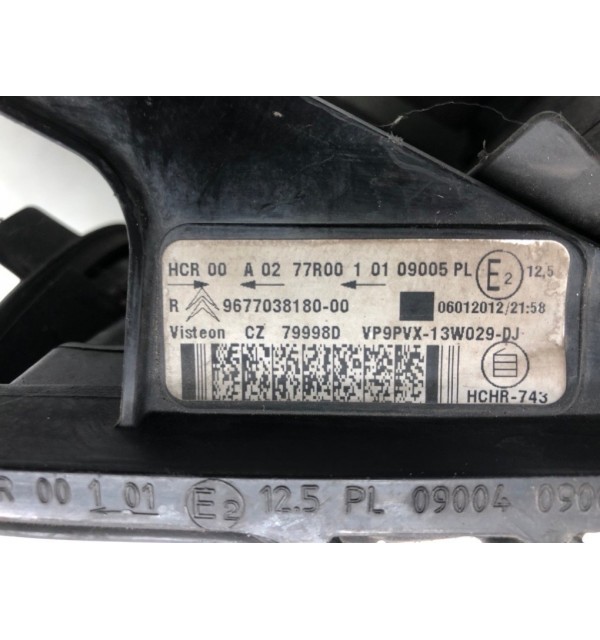 HCR 00 A 02 77R00 1 01 09005 PL E2 12,5
R 9677038180-00 06012012/21:58
Visteon CZ 79998D VP9PVX-13W029-DJ
HCHR-743
R 00 1 01 E2 12.5 PL 09004